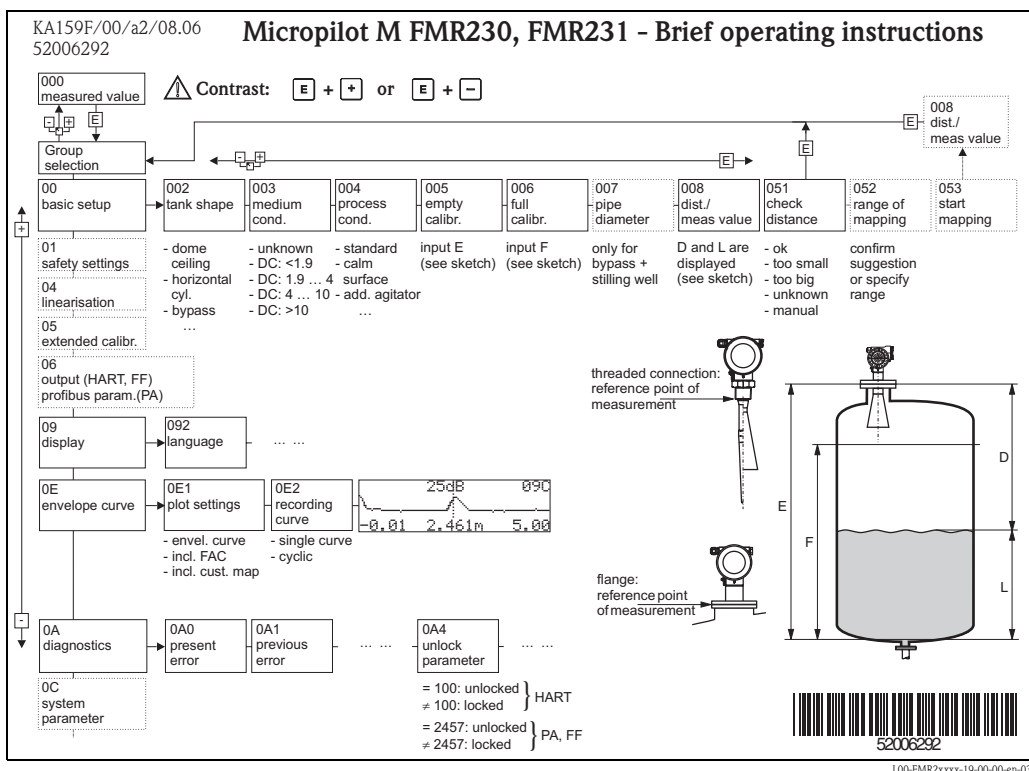 KA159F/00/a2/08.06
52006292
Micropilot M FMR230, FMR231 - Brief operating instructions
000
measured value
Contrast: E + + or E + −
- +
E
008
dist./
meas value
E
Group
selection
- +
E
E
00
basic setup
002
tank shape
003
medium
cond.
004
process
cond.
005
empty
calibr.
006
full
calibr.
007
pipe
diameter
008
dist./
meas value
051
check
distance
052
range of
mapping
053
start
mapping
+
- dome
ceiling
- horizontal
cyl.
- bypass
...
- unknown
- DC: <1.9
- DC: 1.9 ... 4
- DC: 4 ... 10
- DC: >10
- standard
- calm
surface
- add. agitator
...
input E
(see sketch)
input F
(see sketch)
only for
bypass +
stilling well
D and L are
displayed
(see sketch)
- ok
- too small
- too big
- unknown
- manual
confirm
suggestion
or specify
range
01
safety settings
04
linearisation
05
extended calibr.
06
output (HART, FF)
profibus param.(PA)
09
display
092
language
... ...
0E
envelope curve
0E1
plot settings
0E2
recording
curve
25dB 09C
-0.01 2.461m 5.00
- envel. curve
- incl. FAC
- incl. cust. map
- single curve
- cyclic
threaded connection:
reference point of
measurement
flange:
reference point
of measurement
E
F
D
L
-
0A
diagnostics
0A0
present
error
0A1
previous
error
... ...
0A4
unlock
parameter
... ...
0C
system
parameter
= 100: unlocked
≠ 100: locked
} HART
= 2457: unlocked
≠ 2457: locked
} PA, FF
52006292
L00-FMR2xxxx-19-00-00-en-03